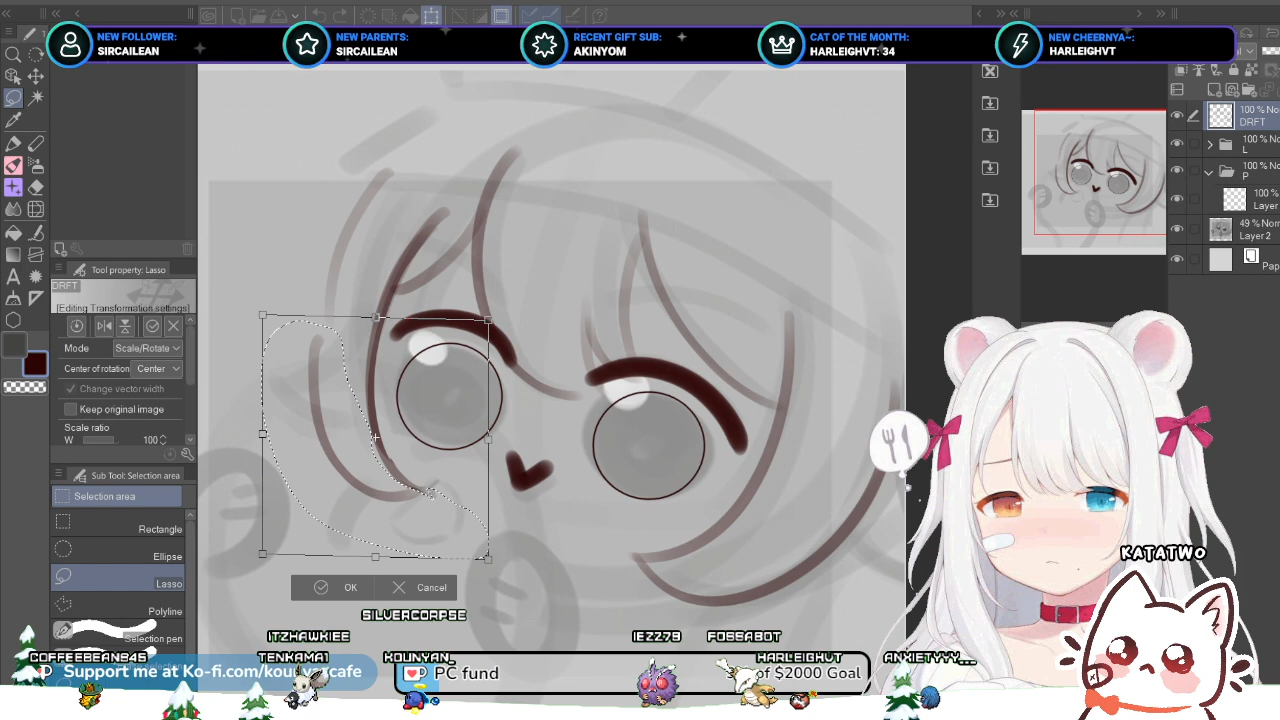 NEW FOLLOWER:
SIRCAILEAN
NEW PARENTS:
SIRCAILEAN
RECENT GIFT SUB:
AKINYOM
CAT OF THE MONTH:
HARLEIGHVT: 34
NEW CHEERNYA~:
HARLEIGHVT
Tool property: Lasso
DRFT
[Editing Transformation settings]
Mode
Scale/Rotate
Center of rotation
Center
Change vector width
Keep original image
Scale ratio
W
100
Sub Tool: Selection area
Selection area
Rectangle
Ellipse
Lasso
Polyline
Selection pen
100 % No
DRFT
100 % No
L
100 % No
P
100 %
Layer
49 % Norm
Layer 2
Pap
OK
Cancel
SILVERCORPSE
ITZHAWKIEE
IEZZ79
FOSSABOT
COFFEEBEANS46
TENKAMA1
KOUNYAN_
HARLEIGHVT
ANXIETYYY_...
KATATWO
Support me at Ko-fi.com/kou
cafe
PC fund
of $2000 Goal